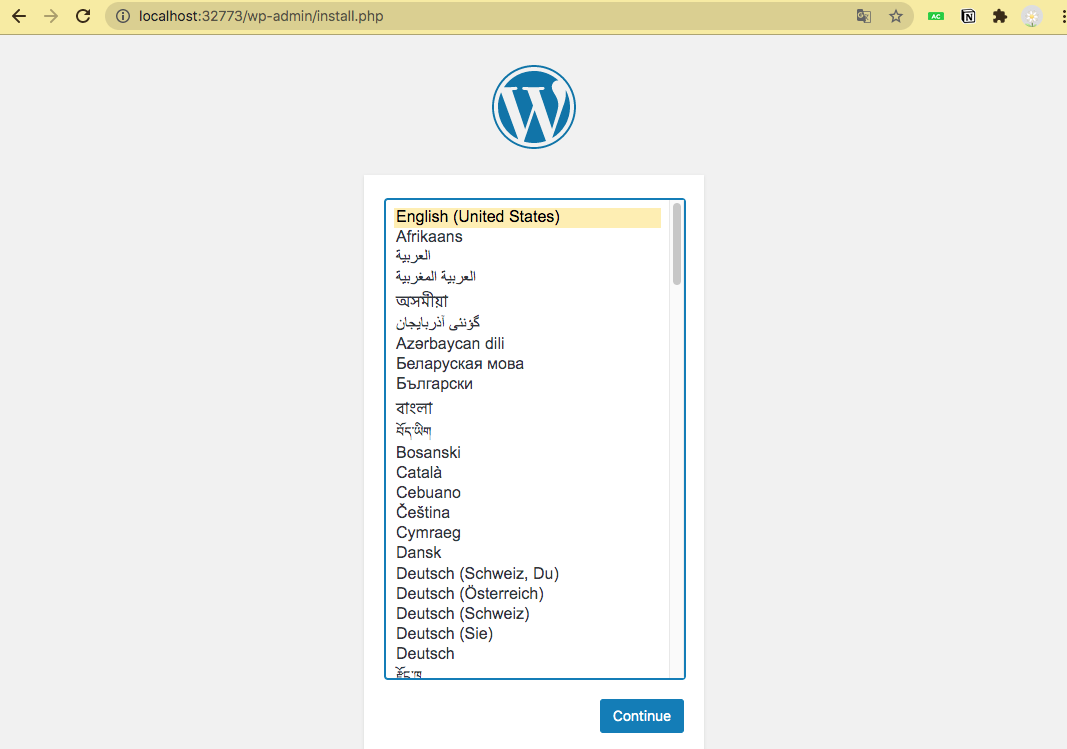 localhost:32773/wp-admin/install.php
English (United States)
Afrikaans
العربية
العربية المغربية
অসমীয়া
گؤنئی آذربایجان
Azərbaycan dili
Беларуская мова
Български
বাংলা
བོད་ཡིག
Bosanski
Català
Cebuano
Čeština
Cymraeg
Dansk
Deutsch (Schweiz, Du)
Deutsch (Österreich)
Deutsch (Schweiz)
Deutsch (Sie)
Deutsch
Continue